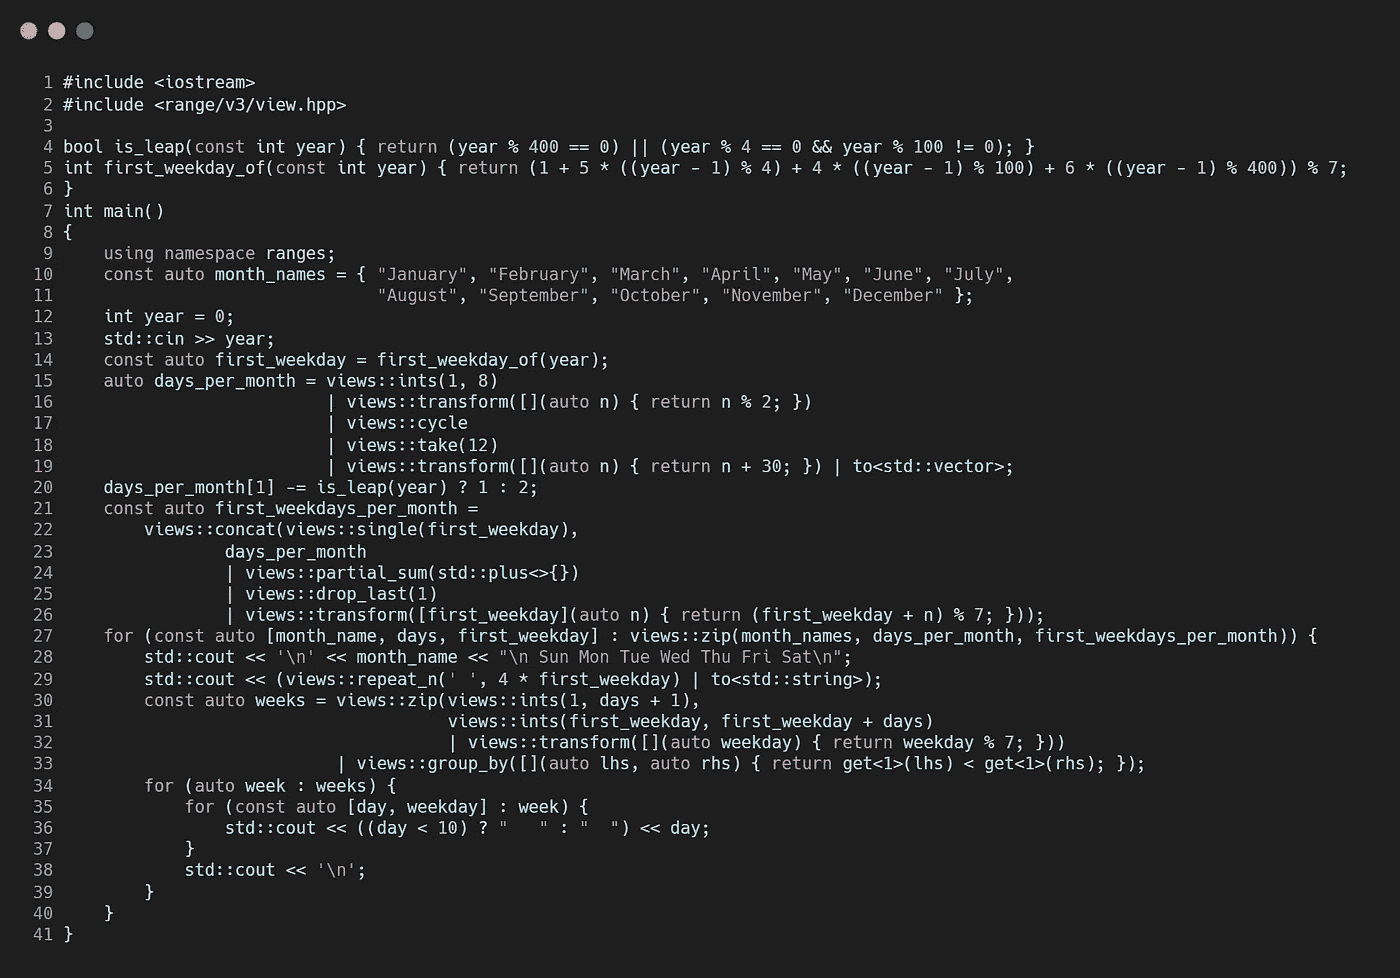 1 #include <iostream>
2 #include <range/v3/view.hpp>
3
4 bool is_leap(const int year) { return (year % 400 == 0) || (year % 4 == 0 && year % 100 != 0); }
5 int first_weekday_of(const int year) { return (1 + 5 * ((year - 1) % 4) + 4 * ((year - 1) % 100) + 6 * ((year - 1) % 400)) % 7;
6 }
7 int main()
8 {
9     using namespace ranges;
10     const auto month_names = { "January", "February", "March", "April", "May", "June", "July",
11                                "August", "September", "October", "November", "December" };
12     int year = 0;
13     std::cin >> year;
14     const auto first_weekday = first_weekday_of(year);
15     auto days_per_month = views::ints(1, 8)
16                           | views::transform([](auto n) { return n % 2; })
17                           | views::cycle
18                           | views::take(12)
19                           | views::transform([](auto n) { return n + 30; }) | to<std::vector>;
20     days_per_month[1] -= is_leap(year) ? 1 : 2;
21     const auto first_weekdays_per_month =
22         views::concat(views::single(first_weekday),
23                 days_per_month
24                 | views::partial_sum(std::plus<>{})
25                 | views::drop_last(1)
26                 | views::transform([first_weekday](auto n) { return (first_weekday + n) % 7; }));
27     for (const auto [month_name, days, first_weekday] : views::zip(month_names, days_per_month, first_weekdays_per_month)) {
28         std::cout << '\n' << month_name << "\n Sun Mon Tue Wed Thu Fri Sat\n";
29         std::cout << (views::repeat_n(' ', 4 * first_weekday) | to<std::string>);
30         const auto weeks = views::zip(views::ints(1, days + 1),
31                                       views::ints(first_weekday, first_weekday + days)
32                                       | views::transform([](auto weekday) { return weekday % 7; }))
33                            | views::group_by([](auto lhs, auto rhs) { return get<1>(lhs) < get<1>(rhs); });
34         for (auto week : weeks) {
35             for (const auto [day, weekday] : week) {
36                 std::cout << ((day < 10) ? "   " : "  ") << day;
37             }
38             std::cout << '\n';
39         }
40     }
41 }